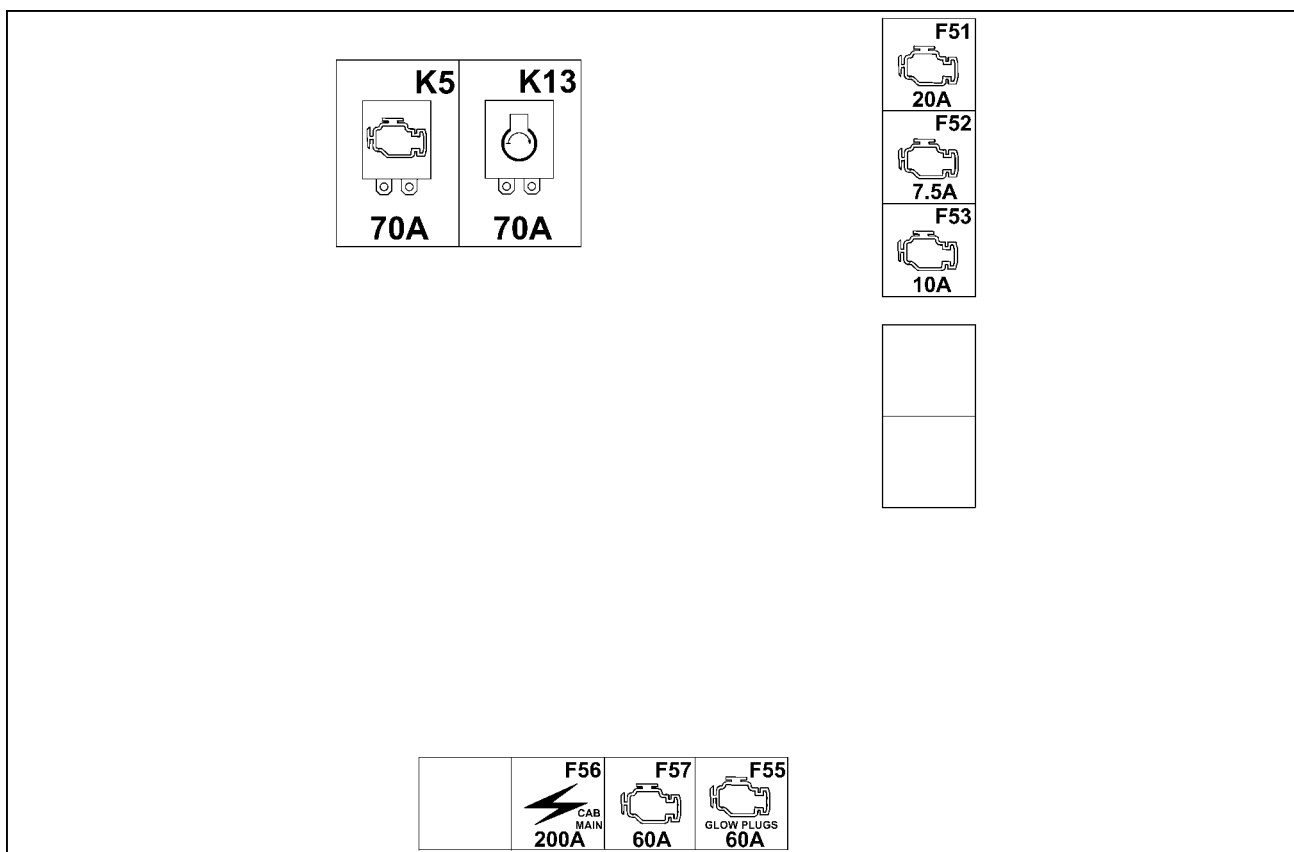 F51
20A
F52
7.5A
F53
10A
K5
70A
K13
70A
F56
CAB
MAIN
200A
F57
60A
F55
GLOW PLUGS
60A